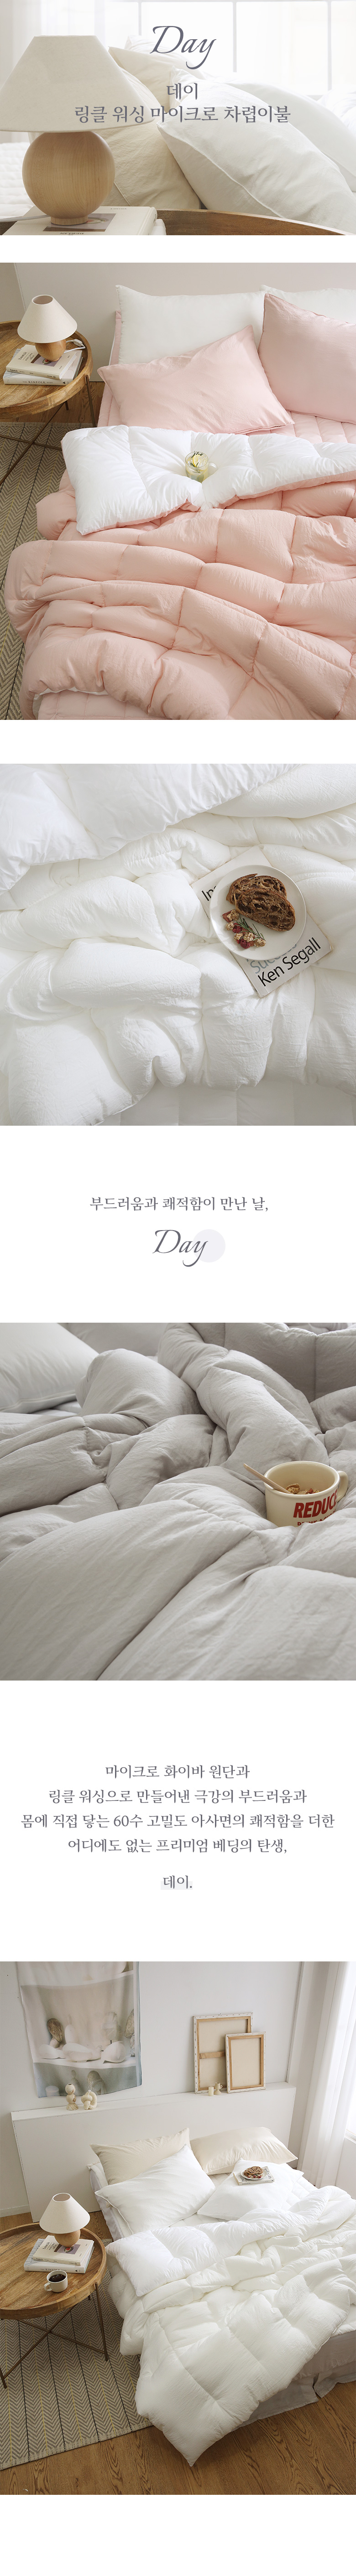 Day
데이
링클 워싱 마이크로 차렵이불
Ken Segall
부드러움과 쾌적함이 만난 날,
Day
REDUCE
마이크로 화이바 원단과
링클 워싱으로 만들어낸 극강의 부드러움과
몸에 직접 닿는 60수 고밀도 아사면의 쾌적함을 더한
어디에도 없는 프리미엄 베딩의 탄생,
데이.